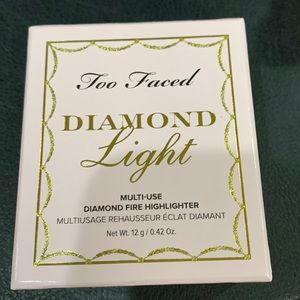 Too Faced
DIAMOND
Light
MULTI-USE
DIAMOND FIRE HIGHLIGHTER
MULTIUSAGE REHAUSSEUR ÉCLAT DIAMANT
Net. Wt. 12 g / 0.42 Oz.